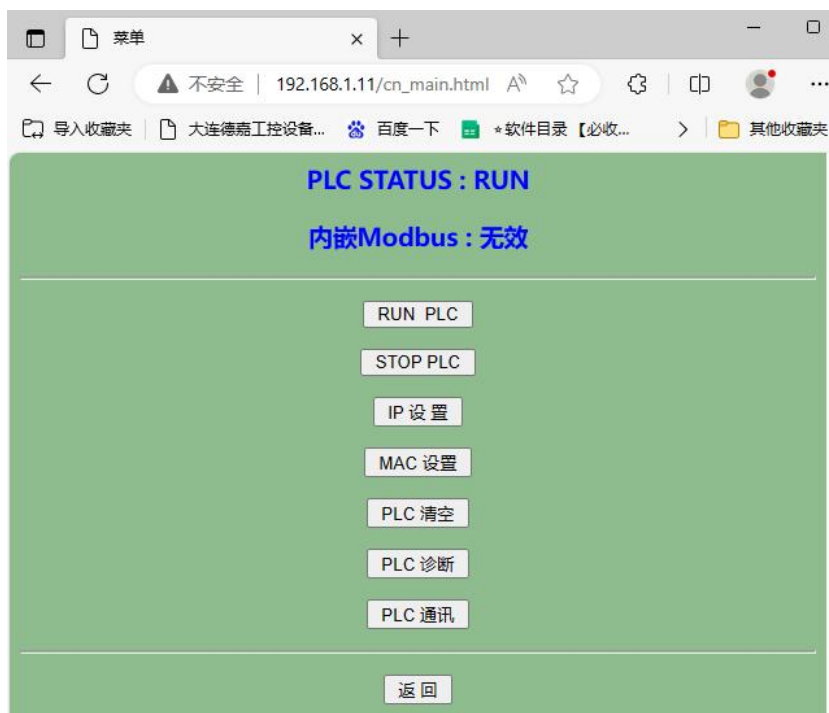 菜单
不安全 192.168.1.11/cn_main.html
导入收藏夹 大连德嘉工控设备... 百度一下 *软件目录【必收... 其他收藏夹
PLC STATUS : RUN
内嵌Modbus : 无效
RUN PLC
STOP PLC
IP 设 置
MAC 设置
PLC 清空
PLC 诊断
PLC 通讯
返 回